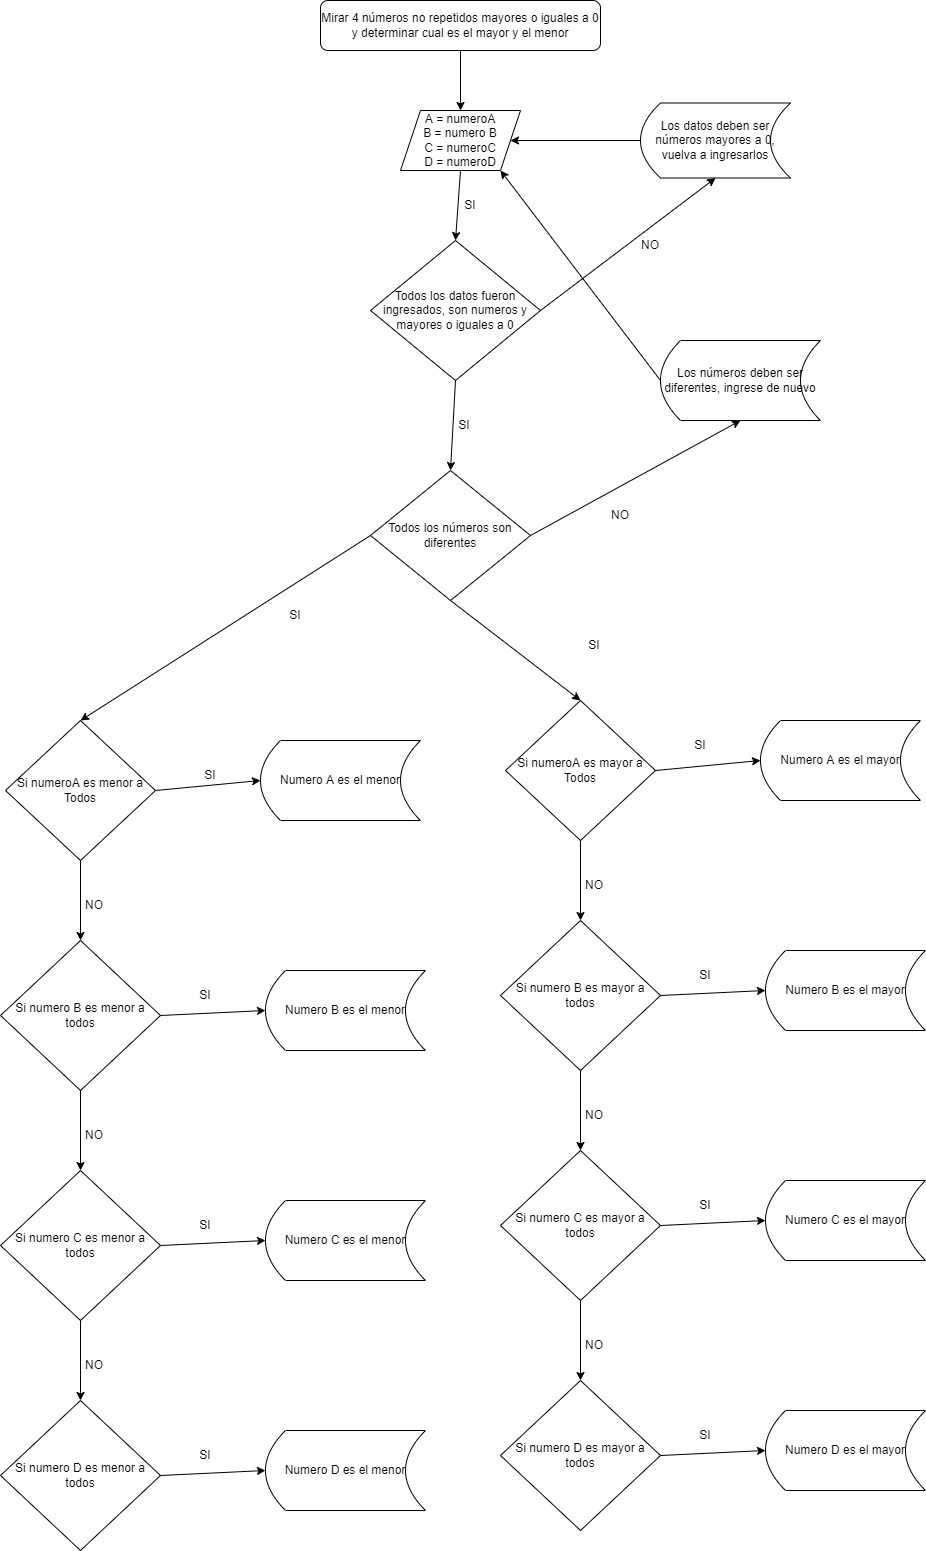 Mirar 4 números no repetidos mayores o iguales a 0
y determinar cual es el mayor y el menor
A = numeroA
B = numero B
C = numeroC
D = numeroD
Los datos deben ser
números mayores a 0,
vuelva a ingresarlos
SI
NO
Todos los datos fueron
ingresados, son numeros y
mayores o iguales a 0
Los números deben ser
diferentes, ingrese de nuevo
SI
NO
Todos los números son
diferentes
SI
SI
Si numeroA es menor a
Todos
SI
Numero A es el menor
Si numeroA es mayor a
Todos
SI
Numero A es el mayor
NO
NO
Si numero B es menor a
todos
SI
Numero B es el menor
Si numero B es mayor a
todos
SI
Numero B es el mayor
NO
NO
Si numero C es menor a
todos
SI
Numero C es el menor
Si numero C es mayor a
todos
SI
Numero C es el mayor
NO
NO
Si numero D es menor a
todos
SI
Numero D es el menor
Si numero D es mayor a
todos
SI
Numero D es el mayor